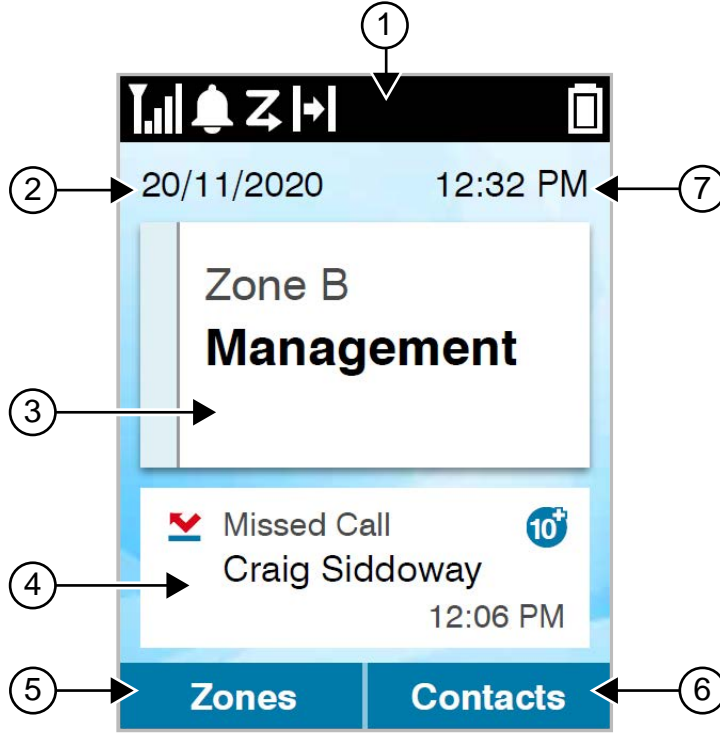 1
2 20/11/2020 12:32 PM 7
Zone B
Management
3
Missed Call 10+
Craig Siddoway
4
12:06 PM
5 Zones Contacts 6